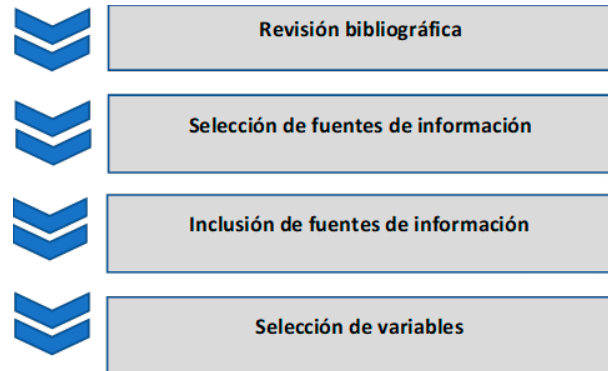 Revisión bibliográfica
Selección de fuentes de información
Inclusión de fuentes de información
Selección de variables